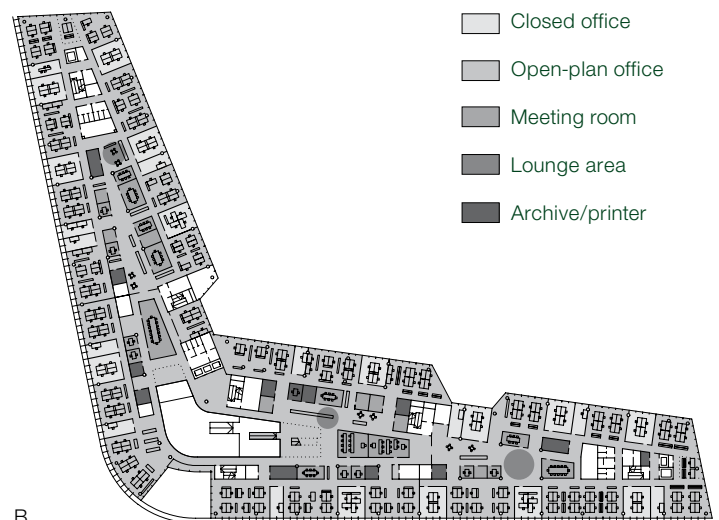 Closed office
Open-plan office
Meeting room
Lounge area
Archive/printer
B